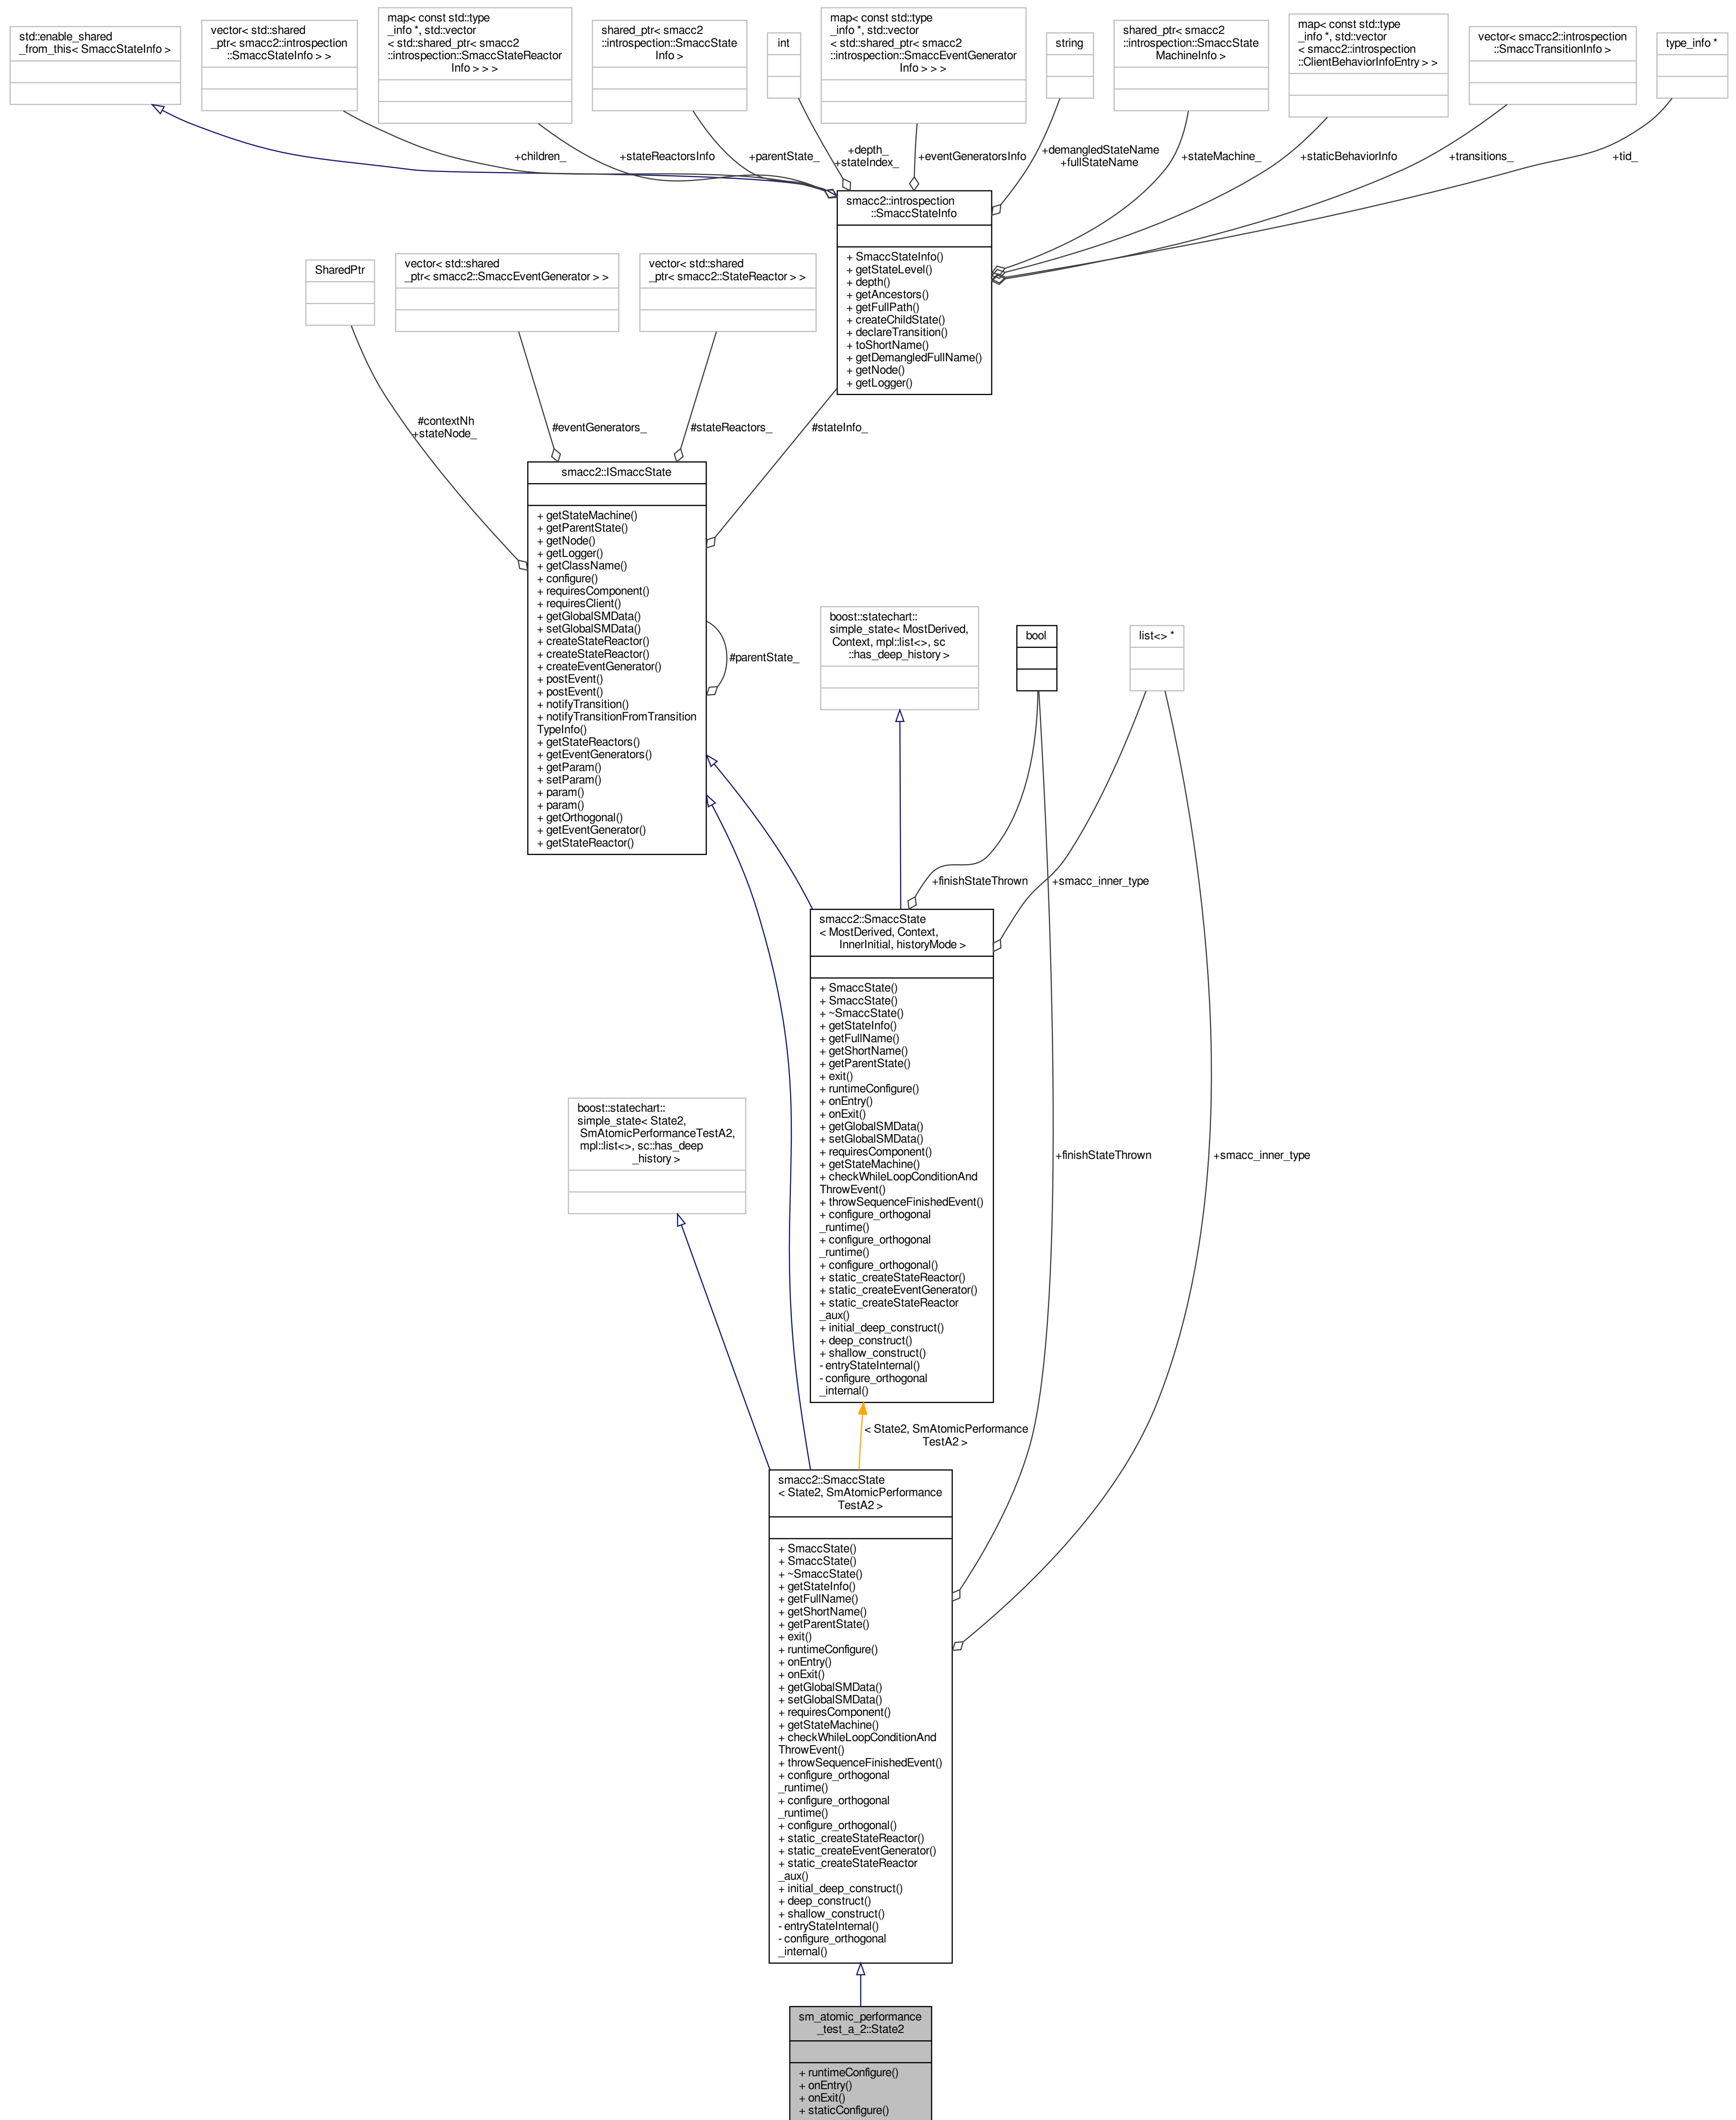 std::enable_shared
_from_this< SmaccStateInfo >
vector< std::shared
_ptr< smacc2::introspection
::SmaccStateInfo > >
map< const std::type
_info *, std::vector
< std::shared_ptr< smacc2
::introspection::SmaccStateReactor
Info > > >
shared_ptr< smacc2
::introspection::SmaccState
Info >
int
map< const std::type
_info *, std::vector
< std::shared_ptr< smacc2
::introspection::SmaccEventGenerator
Info > > >
string
shared_ptr< smacc2
::introspection::SmaccState
MachineInfo >
map< const std::type
_info *, std::vector
< smacc2::introspection
::ClientBehaviorInfoEntry > >
vector< smacc2::introspection
::SmaccTransitionInfo >
type_info *
+children_
+stateReactorsInfo
+parentState_
+depth_
+stateIndex_
+eventGeneratorsInfo
+demangledStateName
+fullStateName
+stateMachine_
+staticBehaviorInfo
+transitions_
+tid_
smacc2::introspection
::SmaccStateInfo
+ SmaccStateInfo()
+ getStateLevel()
+ depth()
+ getAncestors()
+ getFullPath()
+ createChildState()
+ declareTransition()
+ toShortName()
+ getDemangledFullName()
+ getNode()
+ getLogger()
SharedPtr
vector< std::shared
_ptr< smacc2::SmaccEventGenerator > >
vector< std::shared
_ptr< smacc2::StateReactor > >
#contextNh
+stateNode_
#eventGenerators_
#stateReactors_
#stateInfo_
smacc2::ISmaccState
+ getStateMachine()
+ getParentState()
+ getNode()
+ getLogger()
+ getClassName()
+ configure()
+ requiresComponent()
+ requiresClient()
+ getGlobalSMData()
+ setGlobalSMData()
+ createStateReactor()
+ createStateReactor()
+ createEventGenerator()
+ postEvent()
+ postEvent()
+ notifyTransition()
+ notifyTransitionFromTransition
TypeInfo()
+ getStateReactors()
+ getEventGenerators()
+ getParam()
+ setParam()
+ param()
+ param()
+ getOrthogonal()
+ getEventGenerator()
+ getStateReactor()
#parentState_
boost::statechart::
simple_state< MostDerived,
Context, mpl::list<>, sc
::has_deep_history >
bool
list<> *
+finishStateThrown
+smacc_inner_type
smacc2::SmaccState
< MostDerived, Context,
InnerInitial, historyMode >
+ SmaccState()
+ SmaccState()
+ ~SmaccState()
+ getStateInfo()
+ getFullName()
+ getShortName()
+ getParentState()
+ exit()
+ runtimeConfigure()
+ onEntry()
+ onExit()
+ getGlobalSMData()
+ setGlobalSMData()
+ requiresComponent()
+ getStateMachine()
+ checkWhileLoopConditionAnd
ThrowEvent()
+ throwSequenceFinishedEvent()
+ configure_orthogonal
_runtime()
+ configure_orthogonal
_runtime()
+ configure_orthogonal()
+ static_createStateReactor()
+ static_createEventGenerator()
+ static_createStateReactor
_aux()
+ initial_deep_construct()
+ deep_construct()
+ shallow_construct()
- entryStateInternal()
- configure_orthogonal
_internal()
boost::statechart::
simple_state< State2,
SmAtomicPerformanceTestA2,
mpl::list<>, sc::has_deep
_history >
+finishStateThrown
+smacc_inner_type
< State2, SmAtomicPerformance
TestA2 >
smacc2::SmaccState
< State2, SmAtomicPerformance
TestA2 >
+ SmaccState()
+ SmaccState()
+ ~SmaccState()
+ getStateInfo()
+ getFullName()
+ getShortName()
+ getParentState()
+ exit()
+ runtimeConfigure()
+ onEntry()
+ onExit()
+ getGlobalSMData()
+ setGlobalSMData()
+ requiresComponent()
+ getStateMachine()
+ checkWhileLoopConditionAnd
ThrowEvent()
+ throwSequenceFinishedEvent()
+ configure_orthogonal
_runtime()
+ configure_orthogonal
_runtime()
+ configure_orthogonal()
+ static_createStateReactor()
+ static_createEventGenerator()
+ static_createStateReactor
_aux()
+ initial_deep_construct()
+ deep_construct()
+ shallow_construct()
- entryStateInternal()
- configure_orthogonal
_internal()
sm_atomic_performance
_test_a_2::State2
+ runtimeConfigure()
+ onEntry()
+ onExit()
+ staticConfigure()